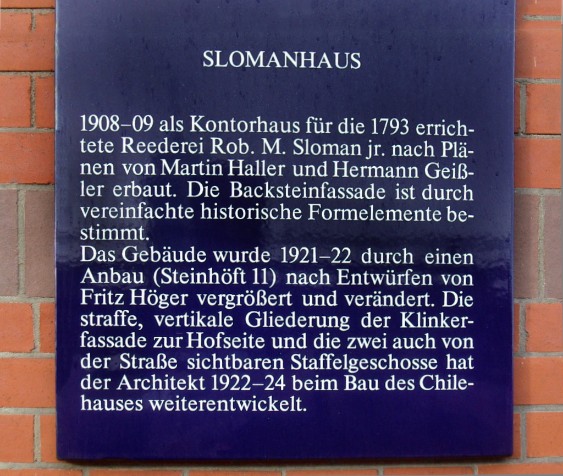 SLOMANHAUS
1908–09 als Kontorhaus für die 1793 errich-
tete Reederei Rob. M. Sloman jr. nach Plä-
nen von Martin Haller und Hermann Geiß-
ler erbaut. Die Backsteinfassade ist durch
vereinfachte historische Formelemente be-
stimmt.
Das Gebäude wurde 1921–22 durch einen
Anbau (Steinhöft 11) nach Entwürfen von
Fritz Höger vergrößert und verändert. Die
straffe, vertikale Gliederung der Klinker-
fassade zur Hofseite und die zwei auch von
der Straße sichtbaren Staffelgeschosse hat
der Architekt 1922–24 beim Bau des Chile-
hauses weiterentwickelt.